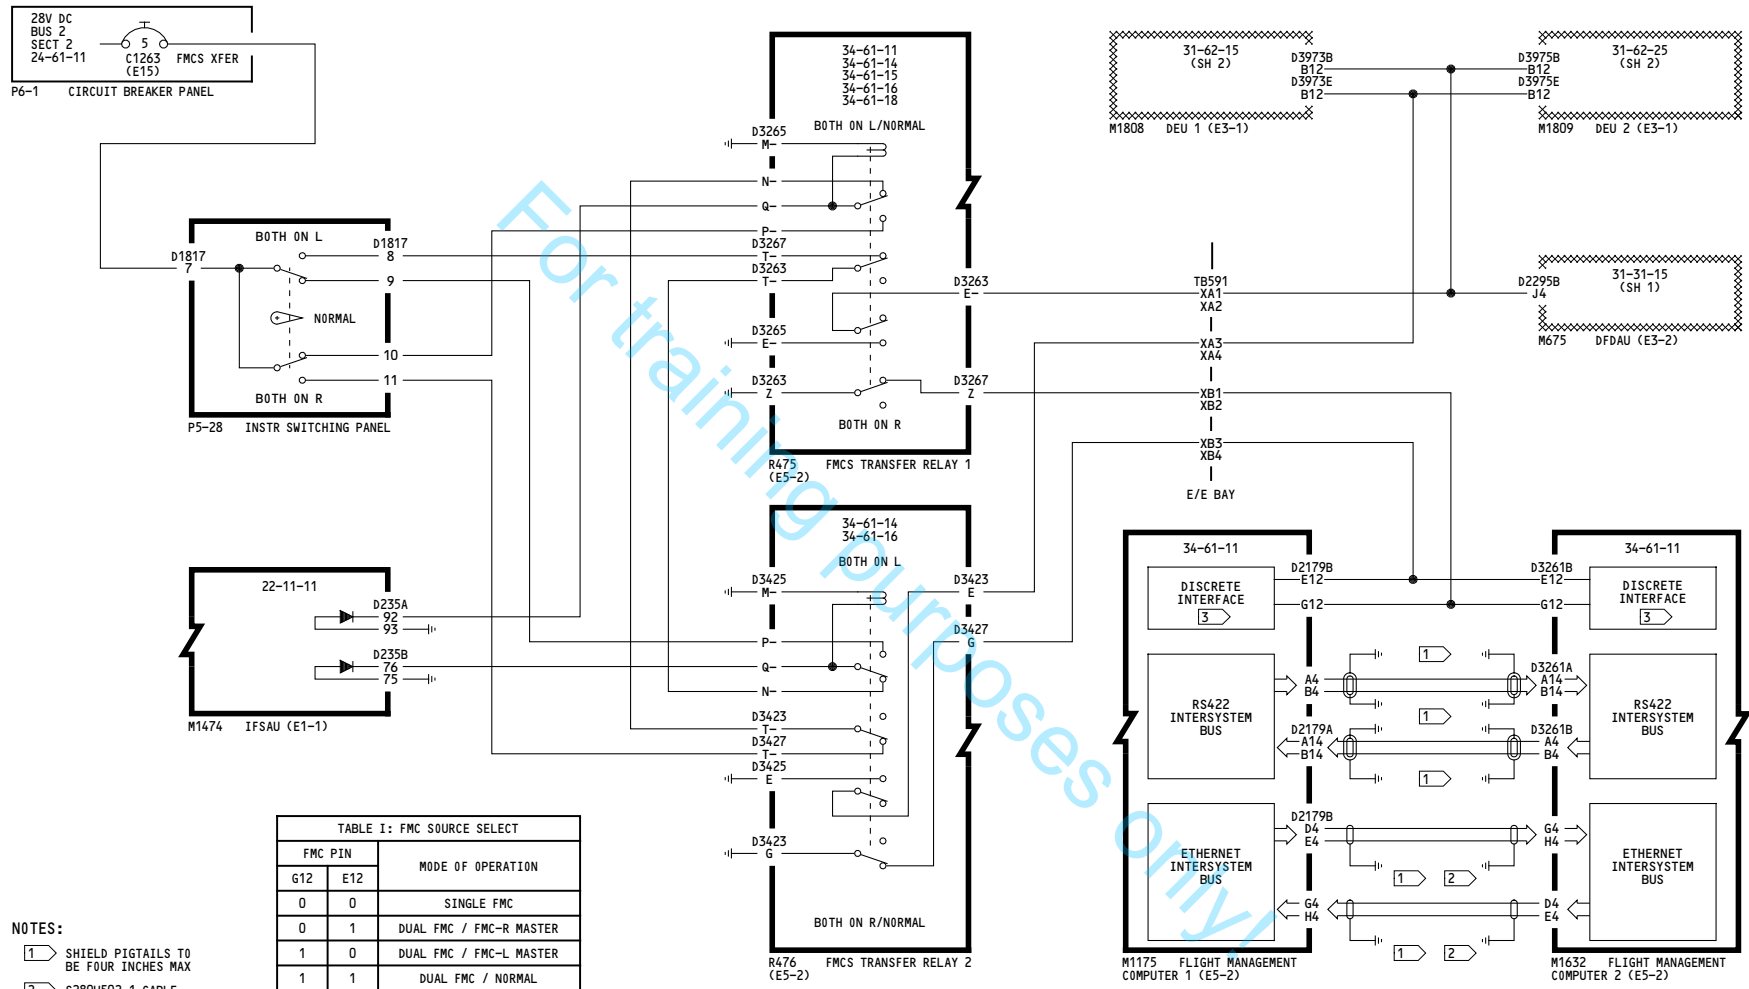 28V DC
BUS 2
SECT 2
24-61-11
5
C1263
(E15)
FMCS XFER
P6-1 CIRCUIT BREAKER PANEL
BOTH ON L
D1817
7
D1817
8
9
NORMAL
10
11
BOTH ON R
P5-28 INSTR SWITCHING PANEL
22-11-11
D235A
92
93
D235B
76
75
M1474 IFSAU (E1-1)
34-61-11
34-61-14
34-61-15
34-61-16
34-61-18
BOTH ON L/NORMAL
D3265
M
N
Q
P
D3267
T
D3263
T
D3265
E
D3263
Z
D3263
E
D3267
Z
BOTH ON R
R475 FMCS TRANSFER RELAY 1
(E5-2)
34-61-14
34-61-16
BOTH ON L
D3425
M
P
Q
N
D3423
T
D3427
T
D3425
E
D3423
G
D3423
E
D3427
G
BOTH ON R/NORMAL
R476 FMCS TRANSFER RELAY 2
(E5-2)
31-62-15
(SH 2)
D3973B
B12
D3973E
B12
M1808 DEU 1 (E3-1)
31-62-25
(SH 2)
D3975B
B12
D3975E
B12
M1809 DEU 2 (E3-1)
TB591
XA1
XA2
XA3
XA4
XB1
XB2
XB3
XB4
E/E BAY
D2295B
J4
31-31-15
(SH 1)
M675 DFDAU (E3-2)
34-61-11
DISCRETE
INTERFACE
3
D2179B
E12
G12
RS422
INTERSYSTEM
BUS
A4
B4
D2179A
A14
B14
ETHERNET
INTERSYSTEM
BUS
D2179B
D4
E4
G4
H4
M1175 FLIGHT MANAGEMENT
COMPUTER 1 (E5-2)
1
1
1
1 2
1 2
34-61-11
D3261B
E12
G12
DISCRETE
INTERFACE
3
D3261A
A14
B14
D3261B
A4
B4
RS422
INTERSYSTEM
BUS
G4
H4
D4
E4
ETHERNET
INTERSYSTEM
BUS
M1632 FLIGHT MANAGEMENT
COMPUTER 2 (E5-2)
TABLE I: FMC SOURCE SELECT
FMC PIN MODE OF OPERATION
G12 E12
0 0 SINGLE FMC
0 1 DUAL FMC / FMC-R MASTER
1 0 DUAL FMC / FMC-L MASTER
1 1 DUAL FMC / NORMAL
NOTES:
1 SHIELD PIGTAILS TO
BE FOUR INCHES MAX
For training purposes only!